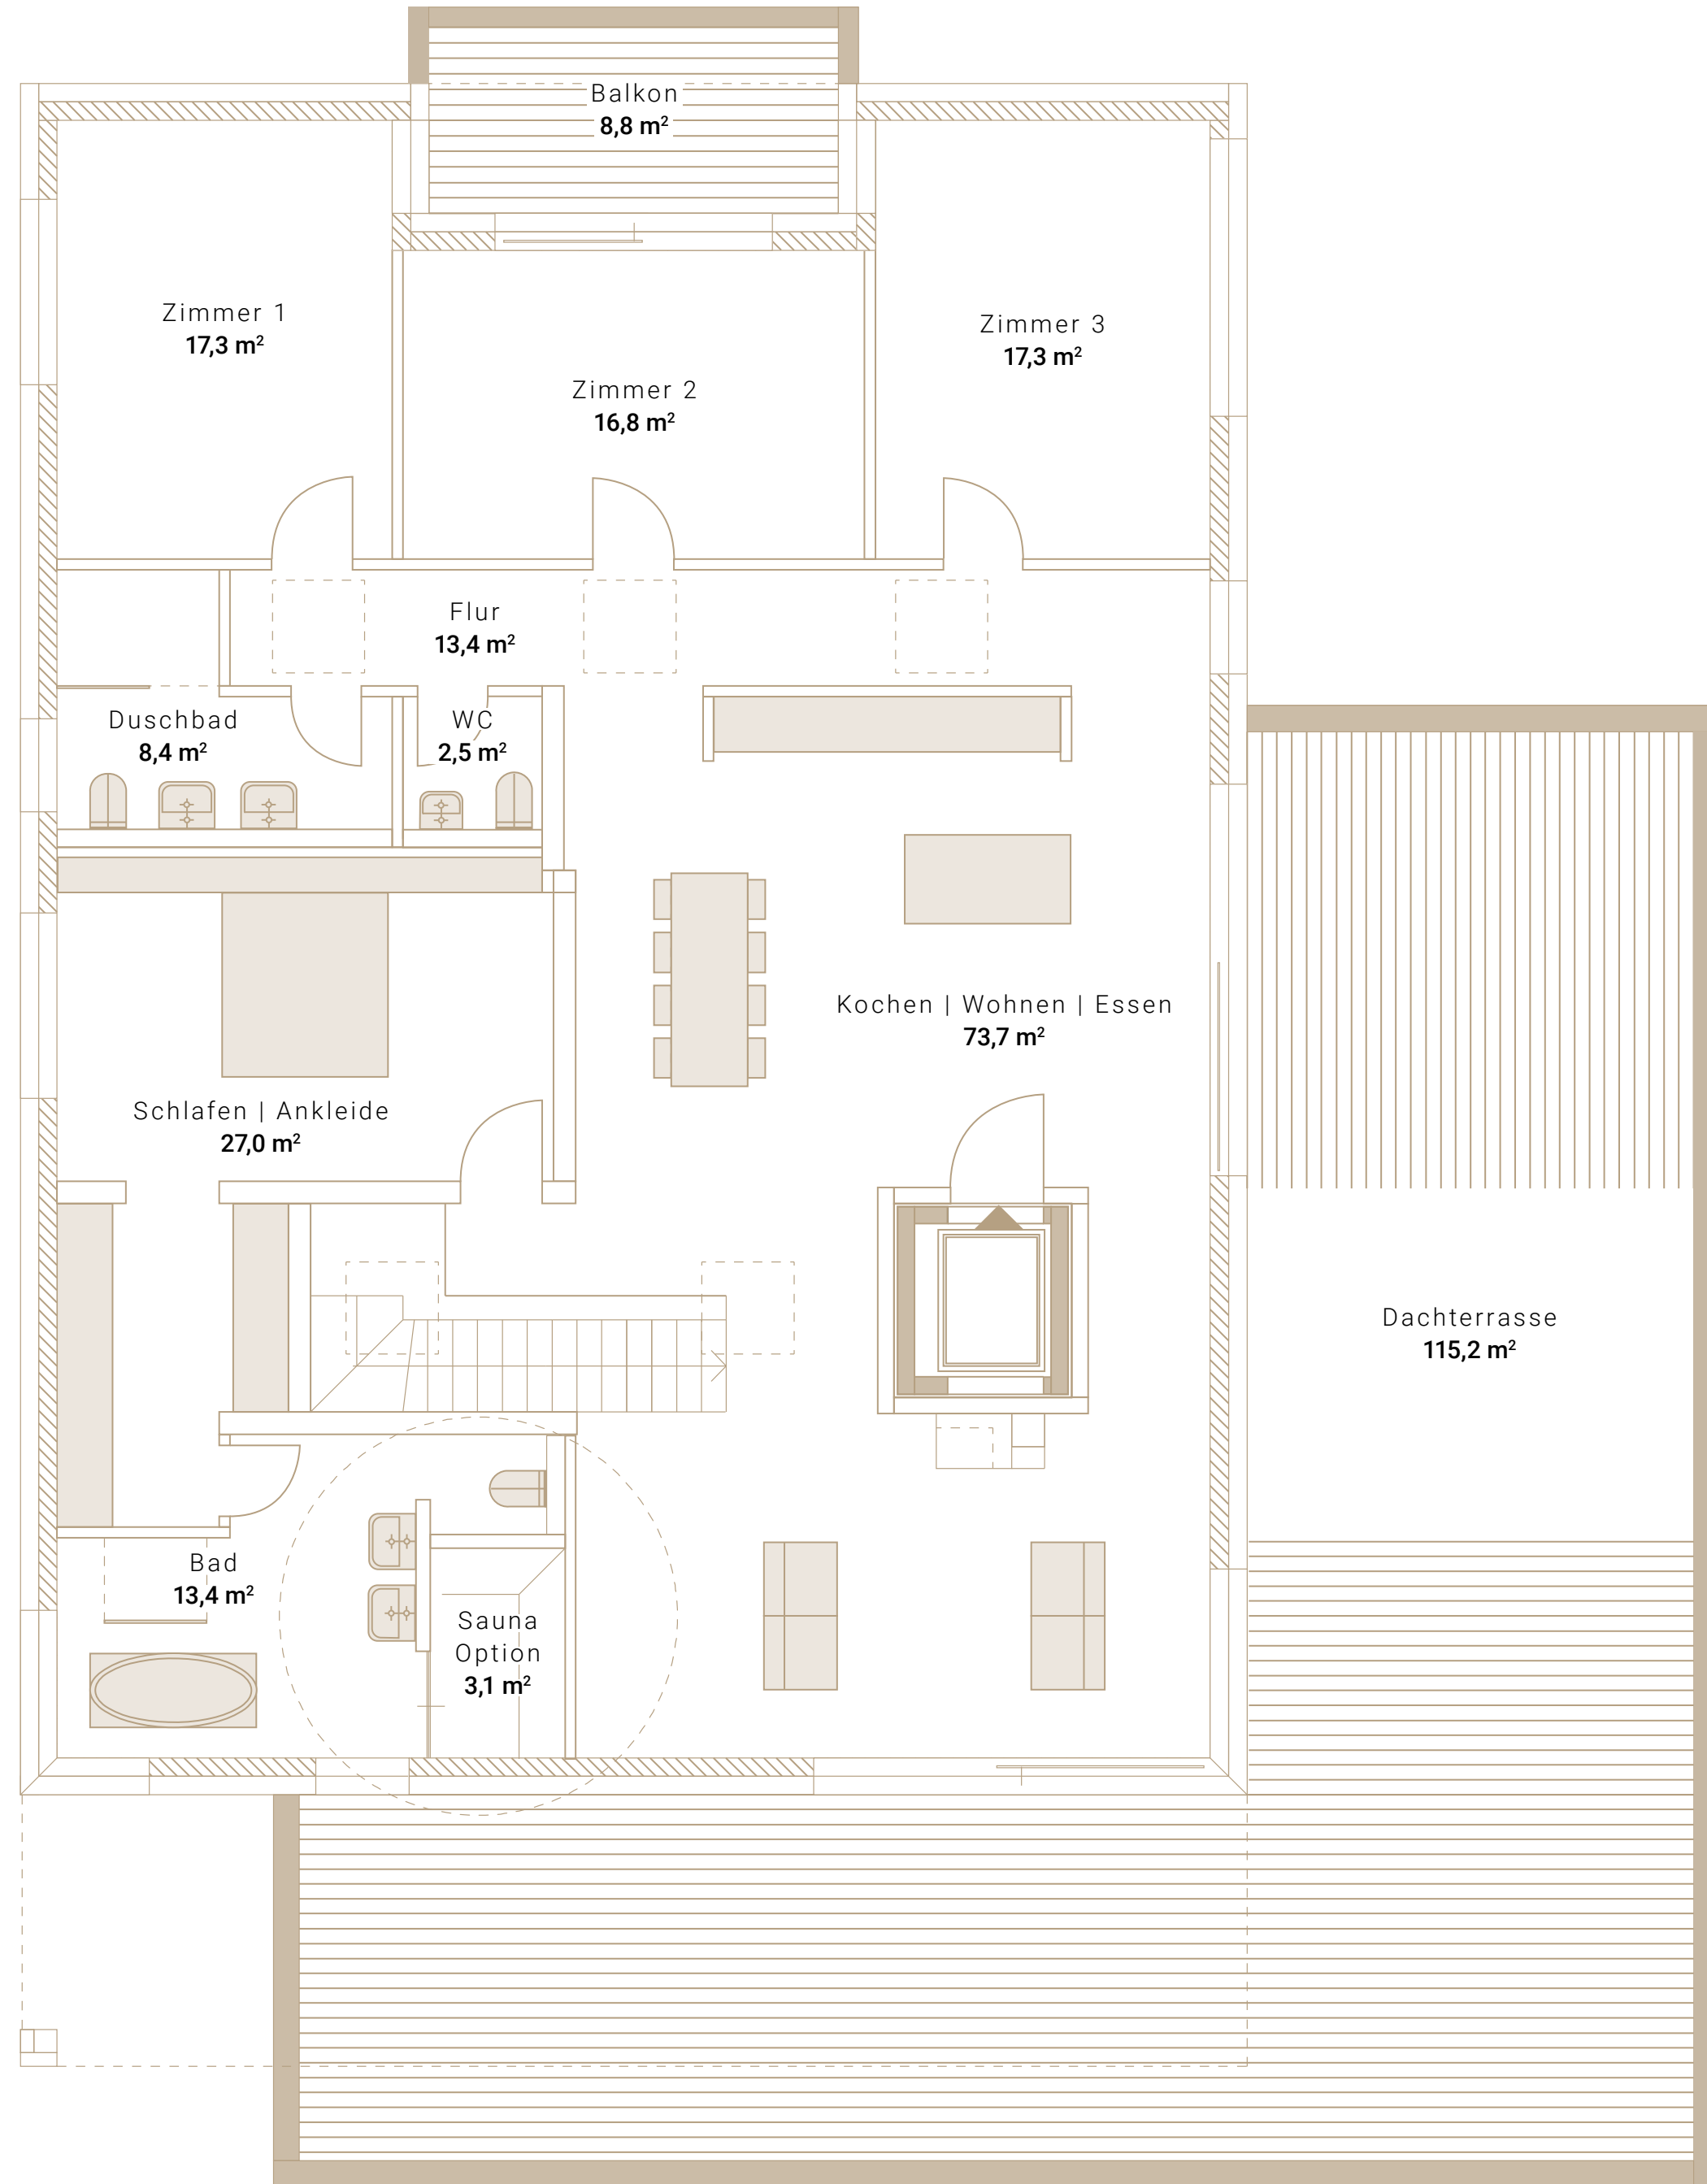 Balkon
8,8 m²
Zimmer 1
17,3 m²
Zimmer 3
17,3 m²
Zimmer 2
16,8 m²
Flur
13,4 m²
Duschbad
8,4 m²
WC
2,5 m²
Kochen | Wohnen | Essen
73,7 m²
Schlafen | Ankleide
27,0 m²
Dachterrasse
115,2 m²
Bad
13,4 m²
Sauna
Option
3,1 m²